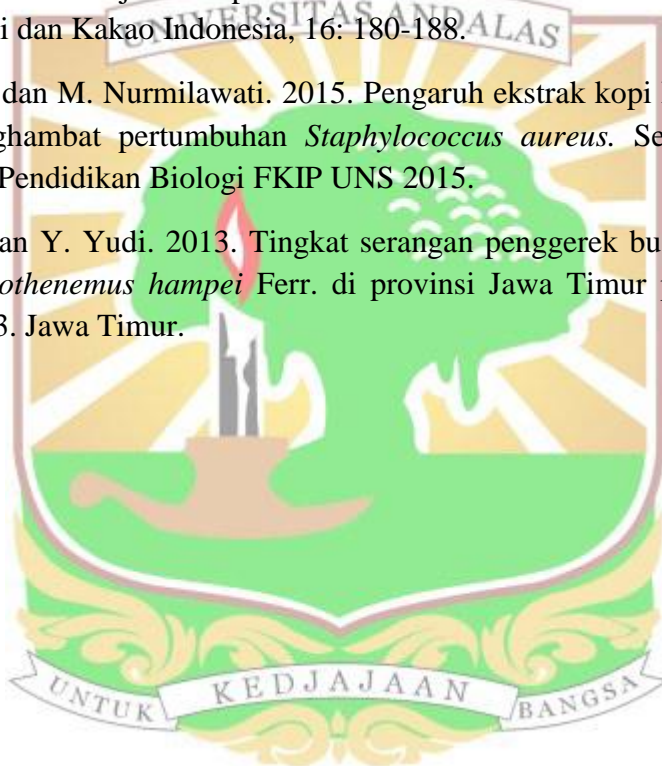 i dan Kakao Indonesia, 16: 180-188.
UNIVERSITAS ANDALAS
dan M. Nurmilawati. 2015. Pengaruh ekstrak kopi
ghambat pertumbuhan Staphylococcus aureus. Se
Pendidikan Biologi FKIP UNS 2015.
an Y. Yudi. 2013. Tingkat serangan penggerek bu
othenemus hampei Ferr. di provinsi Jawa Timur
3. Jawa Timur.
UNTUK KEDJAJAAN BANGSA